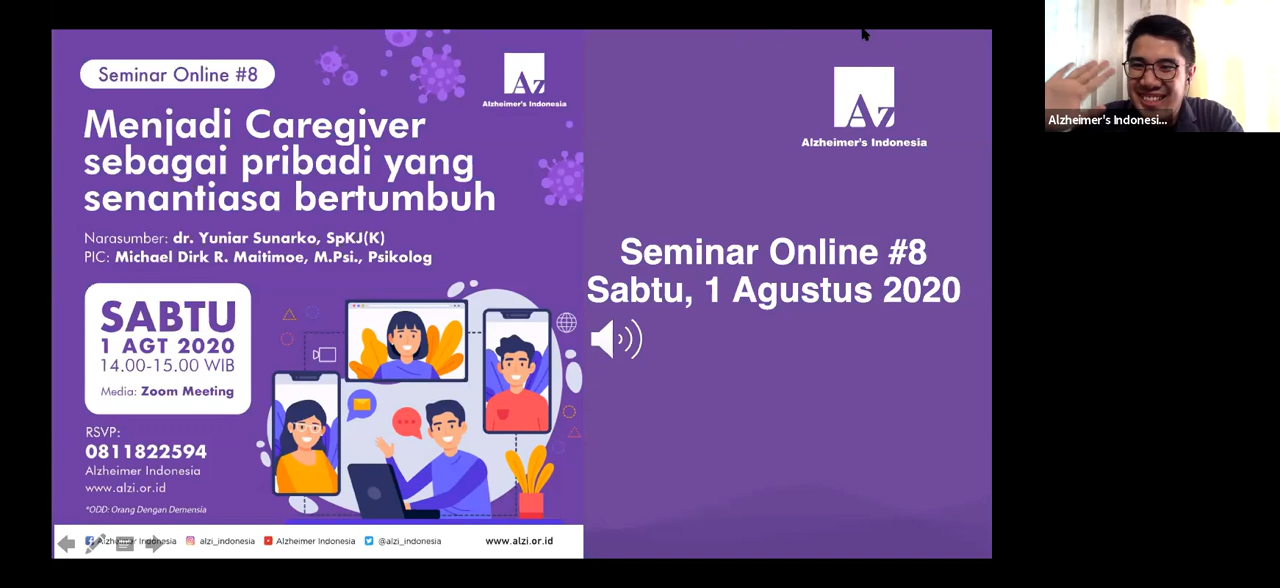 Seminar Online #8
Az
Alzheimer's Indonesia
Menjadi Caregiver
sebagai pribadi yang
senantiasa bertumbuh
Narasumber: dr. Yuniar Sunarko, SpKJ(K)
PIC: Michael Dirk R. Maitimoe, M.Psi., Psikolog
SABTU
1 AGT 2020
14.00-15.00 WIB
Media: Zoom Meeting
RSVP:
0811822594
Alzheimer Indonesia
www.alzi.or.id
*ODD: Orang Dengan Demensia
Alzheimer Indonesia alzi_indonesia Alzheimer Indonesia @alzi_indonesia www.alzi.or.id
Az
Alzheimer's Indonesia
Seminar Online #8
Sabtu, 1 Agustus 2020
Alzheimer's Indonesi...